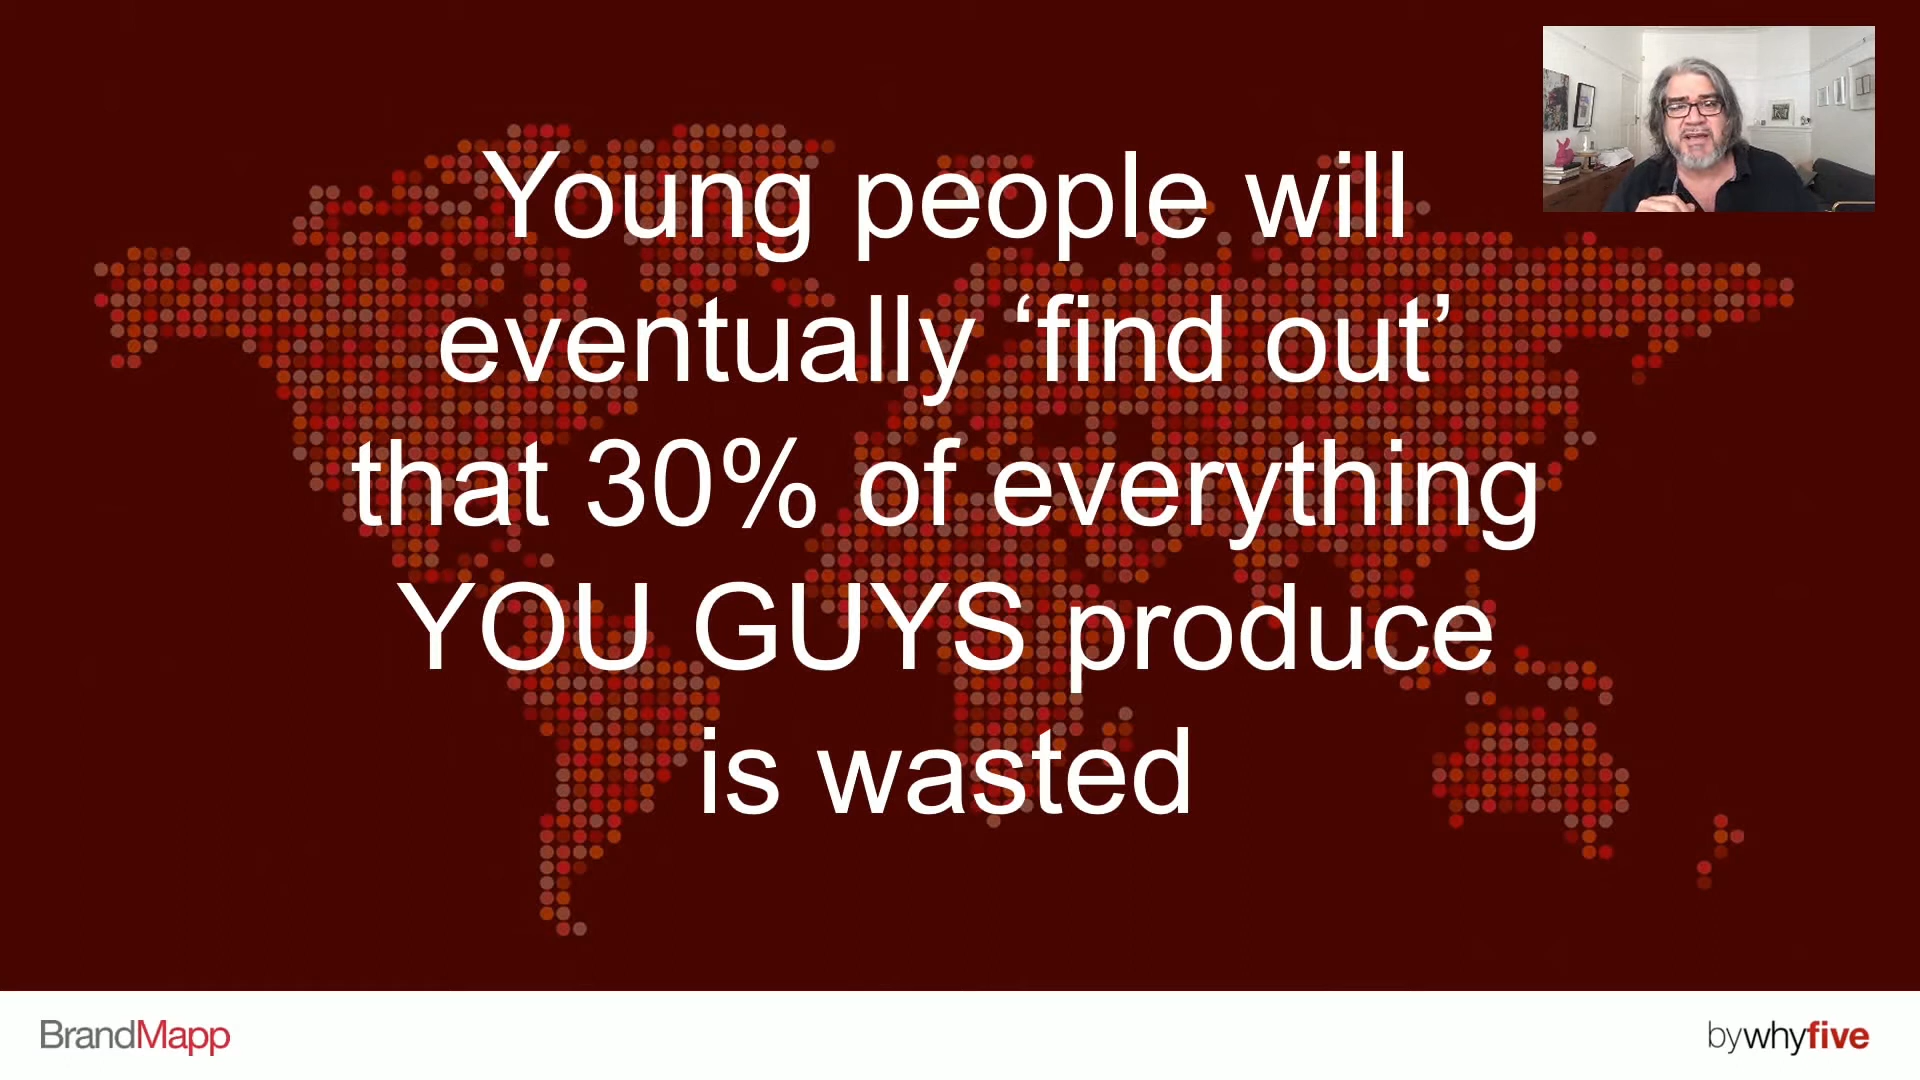 Young people will
eventually ‘find out’
that 30% of everything
YOU GUYS produce
is wasted
BrandMapp
bywhyfive